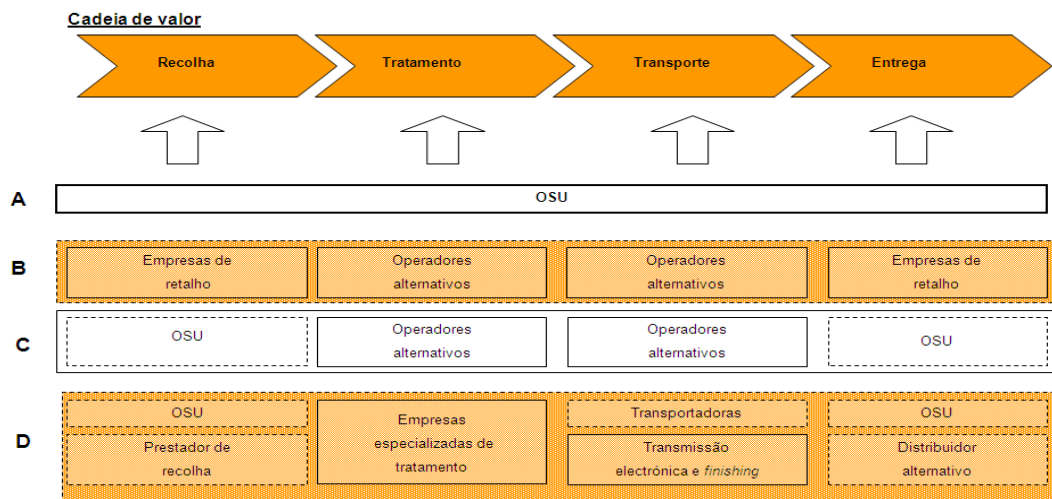 Cadeia de valor
Recolha
Tratamento
Transporte
Entrega
A
OSU
B
Empresas de
retalho
Operadores
alternativos
Operadores
alternativos
Empresas de
retalho
C
OSU
Operadores
alternativos
Operadores
alternativos
OSU
D
OSU
Prestador de
recolha
Empresas
especializadas de
tratamento
Transportadoras
Transmissão
electrónica e finishing
OSU
Distribuidor
alternativo